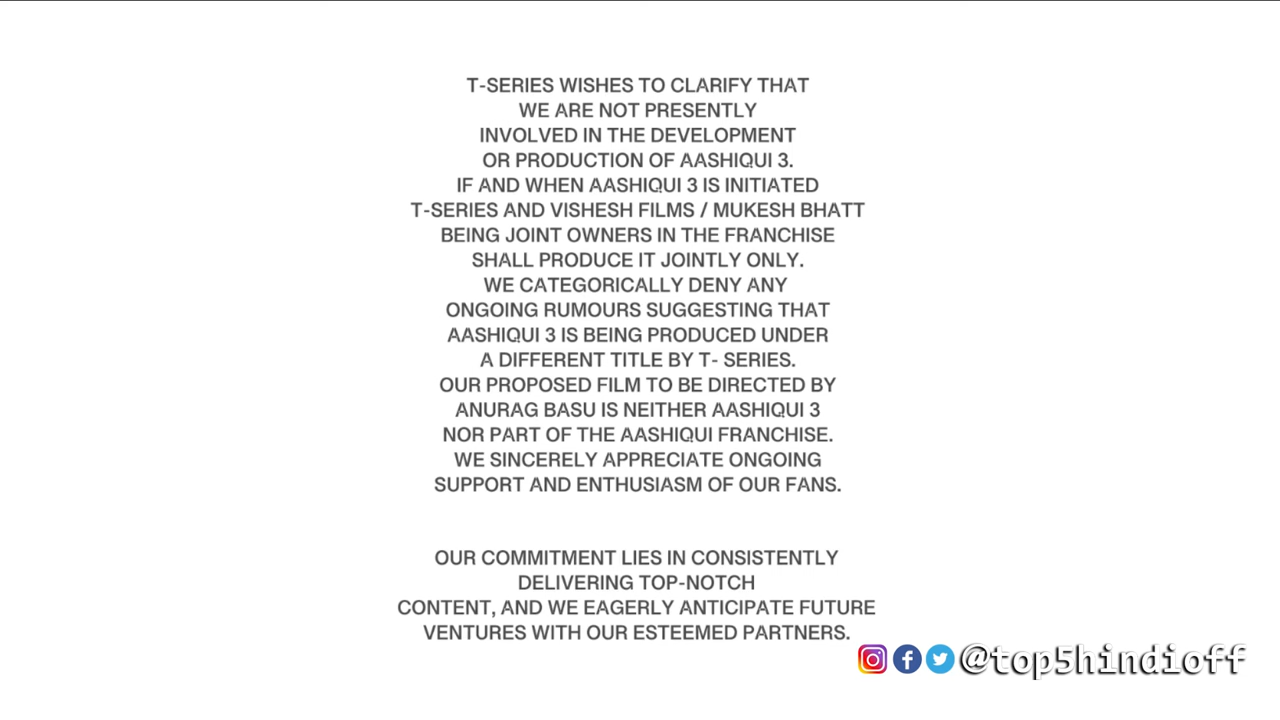 T-SERIES WISHES TO CLARIFY THAT
WE ARE NOT PRESENTLY
INVOLVED IN THE DEVELOPMENT
OR PRODUCTION OF AASHIQUI 3.
IF AND WHEN AASHIQUI 3 IS INITIATED
T-SERIES AND VISHESH FILMS / MUKESH BHATT
BEING JOINT OWNERS IN THE FRANCHISE
SHALL PRODUCE IT JOINTLY ONLY.
WE CATEGORICALLY DENY ANY
ONGOING RUMOURS SUGGESTING THAT
AASHIQUI 3 IS BEING PRODUCED UNDER
A DIFFERENT TITLE BY T- SERIES.
OUR PROPOSED FILM TO BE DIRECTED BY
ANURAG BASU IS NEITHER AASHIQUI 3
NOR PART OF THE AASHIQUI FRANCHISE.
WE SINCERELY APPRECIATE ONGOING
SUPPORT AND ENTHUSIASM OF OUR FANS.
OUR COMMITMENT LIES IN CONSISTENTLY
DELIVERING TOP-NOTCH
CONTENT, AND WE EAGERLY ANTICIPATE FUTURE
VENTURES WITH OUR ESTEEMED PARTNERS.
@top5hindioff